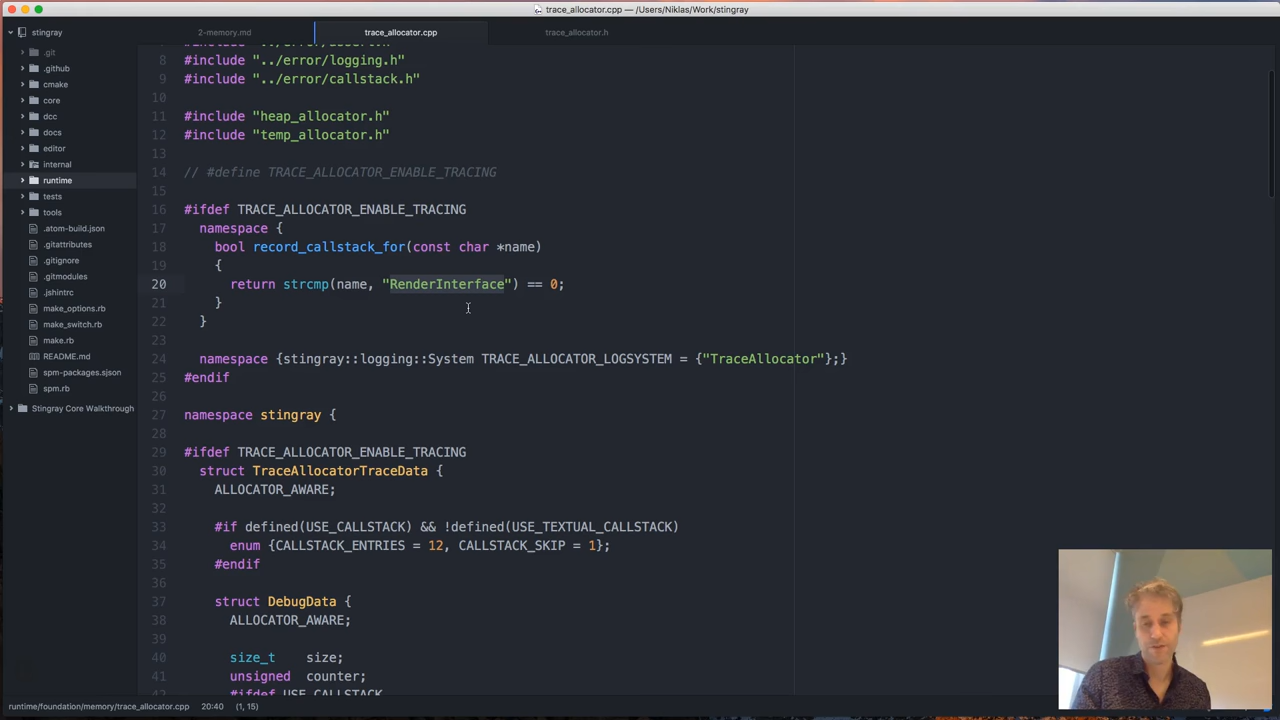 trace_allocator.cpp — /Users/Niklas/Work/stingray
stingray
.git
.github
cmake
core
dcc
docs
editor
internal
runtime
tests
tools
.atom-build.json
.gitattributes
.gitignore
.gitmodules
.jshintrc
make_options.rb
make_switch.rb
make.rb
README.md
spm-packages.sjson
spm.rb
Stingray Core Walkthrough
2-memory.md
trace_allocator.cpp
trace_allocator.h
8 #include "../error/logging.h"
9 #include "../error/callstack.h"
10
11 #include "heap_allocator.h"
12 #include "temp_allocator.h"
13
14 // #define TRACE_ALLOCATOR_ENABLE_TRACING
15
16 #ifdef TRACE_ALLOCATOR_ENABLE_TRACING
17 namespace {
18 bool record_callstack_for(const char *name)
19 {
20 return strcmp(name, "RenderInterface") == 0;
21 }
22 }
23
24 namespace {stingray::logging::System TRACE_ALLOCATOR_LOGSYSTEM = {"TraceAllocator"};}
25 #endif
26
27 namespace stingray {
28
29 #ifdef TRACE_ALLOCATOR_ENABLE_TRACING
30 struct TraceAllocatorTraceData {
31 ALLOCATOR_AWARE;
32
33 #if defined(USE_CALLSTACK) && !defined(USE_TEXTUAL_CALLSTACK)
34 enum {CALLSTACK_ENTRIES = 12, CALLSTACK_SKIP = 1};
35 #endif
36
37 struct DebugData {
38 ALLOCATOR_AWARE;
39
40 size_t size;
41 unsigned counter;
42 #ifdef USE_CALLSTACK
runtime/foundation/memory/trace_allocator.cpp 20:40 (1, 15)